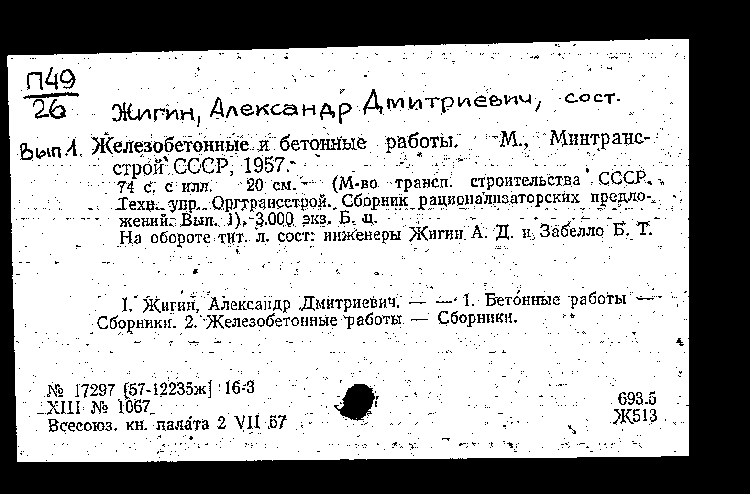 П49
26
Жигин, Александр Дмитриевич, сост.
Вып.1. Железобетонные и бетонные работы. М., Минтранс-
строй СССР, 1957.
74 с. с илл. 20 см. — (М-во трансп. строительства СССР.
Техн. упр. Оргтрансстрой. Сборник рационализаторских предло-
жений. Вып. 1). 3.000 экз. Б. ц.
На обороте тит. л. сост: инженеры Жигин А. Д. и Забелло Б. Т.
I. Жигин, Александр Дмитриевич. — — 1. Бетонные работы —
Сборники. 2. Железобетонные работы — Сборники.
№ 17297 [57-12235ж] 16-3
XIII № 1067
Всесоюз. кн. палата 2 VII 57
693.5
Ж513